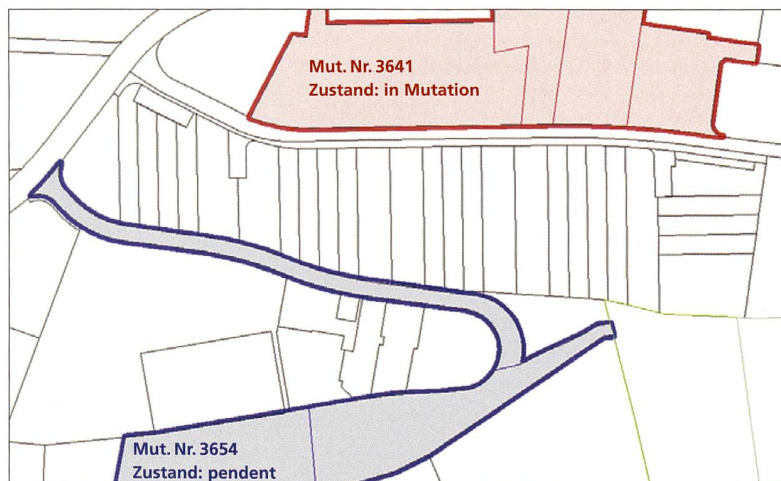 Mut. Nr. 3641
Zustand: in Mutation
Mut. Nr. 3654
Zustand: pendent